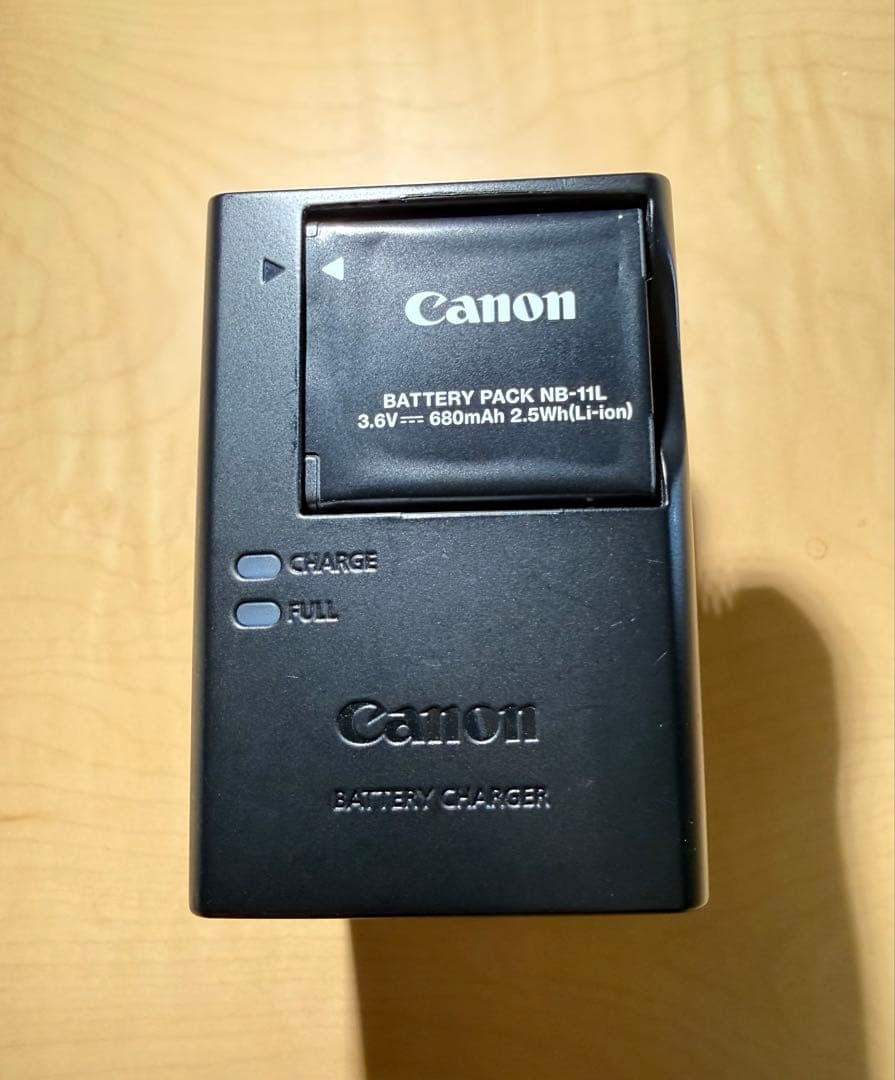 Canon
BATTERY PACK NB-11L
3.6V⎓ 680mAh 2.5Wh(Li-ion)
CHARGE
FULL
Canon
BATTERY CHARGER